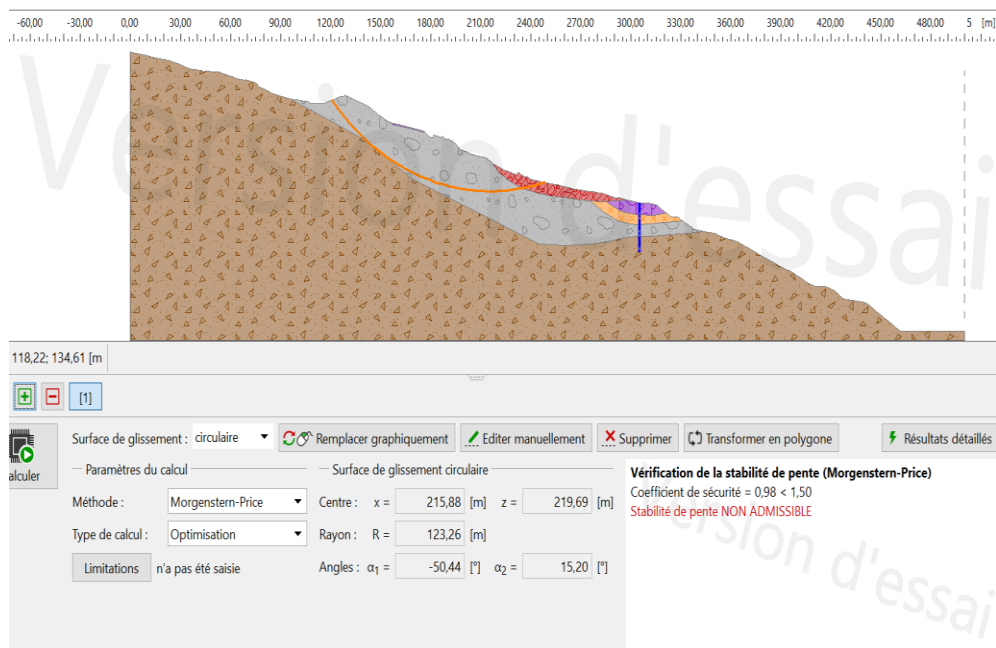 -60,00 -30,00 0,00 30,00 60,00 90,00 120,00 150,00 180,00 210,00 240,00 270,00 300,00 330,00 360,00 390,00 420,00 450,00 480,00 5 [m]
Version d'essai
118,22; 134,61 [m
[1]
alculer
Surface de glissement : circulaire Remplacer graphiquement Editer manuellement Supprimer Transformer en polygone Résultats détaillés
Paramètres du calcul Surface de glissement circulaire
Méthode : Morgenstern-Price Centre : x = 215,88 [m] z = 219,69 [m]
Type de calcul : Optimisation Rayon : R = 123,26 [m]
Limitations n'a pas été saisie Angles : α1 = -50,44 [°] α2 = 15,20 [°]
Vérification de la stabilité de pente (Morgenstern-Price)
Coefficient de sécurité = 0,98 < 1,50
Stabilité de pente NON ADMISSIBLE
Version d'essai